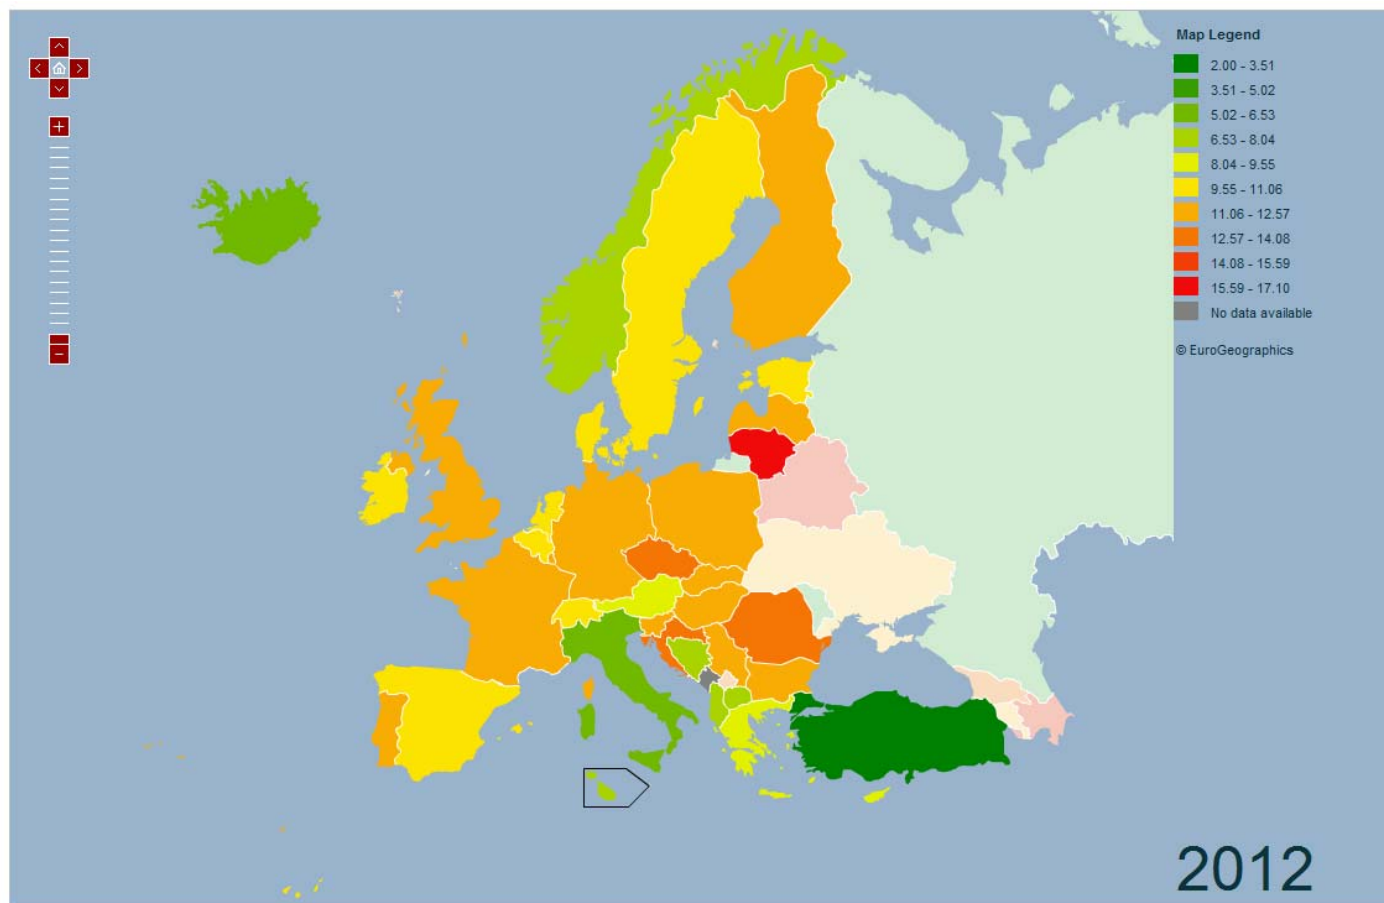 Map Legend
2.00 - 3.51
3.51 - 5.02
5.02 - 6.53
6.53 - 8.04
8.04 - 9.55
9.55 - 11.06
11.06 - 12.57
12.57 - 14.08
14.08 - 15.59
15.59 - 17.10
No data available
© EuroGeographics
2012